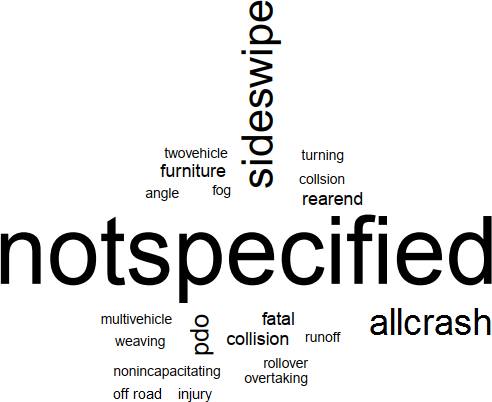 sideswipe
twovehicle
turning
furniture
collsion
angle
fog
rearend
notspecified
multivehicle
pdo
fatal
allcrash
weaving
collision
runoff
nonincapacitating
rollover
overtaking
off road
injury